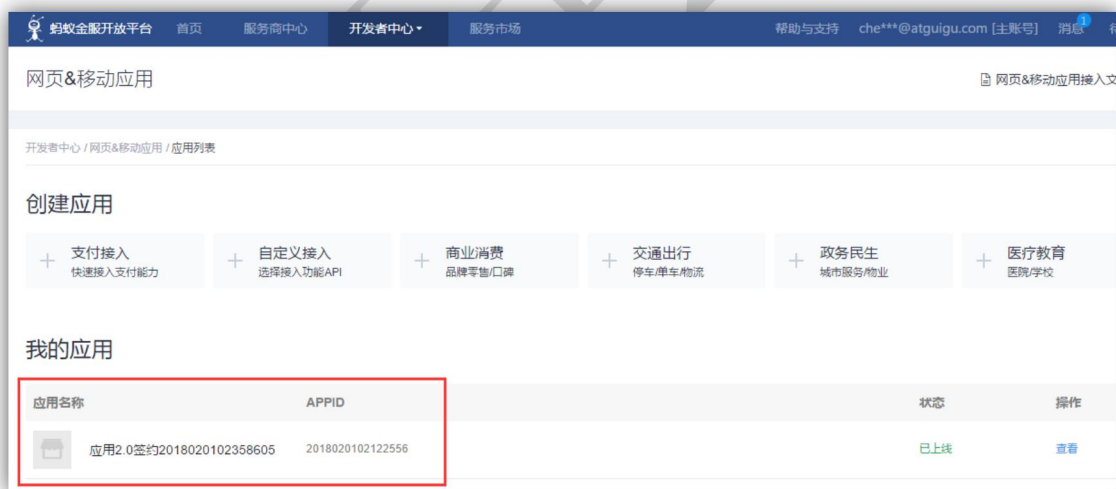 蚂蚁金服开放平台 首页 服务商中心 开发者中心 服务市场 帮助与支持 che***@atguigu.com [主账号] 消息 1
网页&移动应用 网页&移动应用接入文
开发者中心 / 网页&移动应用 / 应用列表
创建应用
支付接入 自定义接入 商业消费 交通出行 政务民生 医疗教育
快速接入支付能力 选择接入功能API 品牌零售/口碑 停车/单车/物流 城市服务/物业 医院/学校
我的应用
应用名称 APPID 状态 操作
应用2.0签约2018020102358605 2018020102122556 已上线 查看